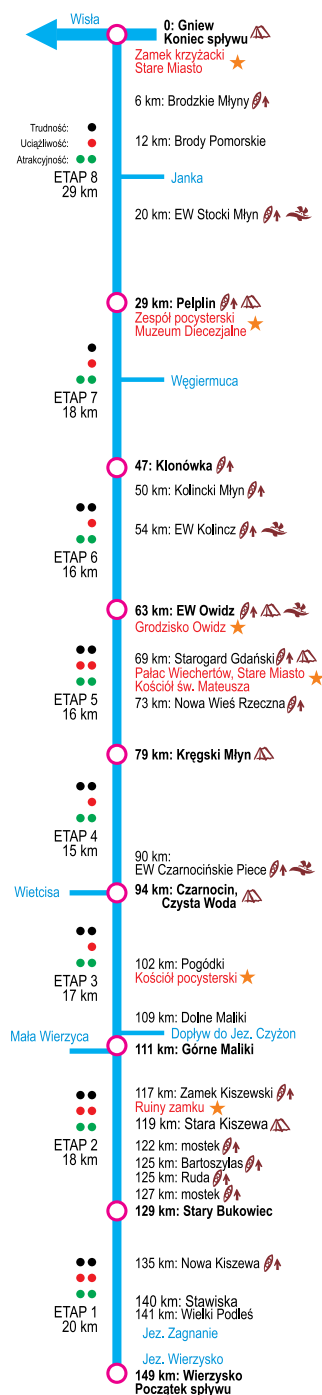 Wisła
0: Gniew
Koniec spływu
Zamek krzyżacki
Stare Miasto
6 km: Brodzkie Młyny
Trudność:
Uciążliwość:
Atrakcyjność:
12 km: Brody Pomorskie
ETAP 8
29 km
Janka
20 km: EW Stocki Młyn
29 km: Pelplin
Zespół pocysterski
Muzeum Diecezjalne
ETAP 7
18 km
Węgiermuca
47: Klonówka
50 km: Kolincki Młyn
54 km: EW Kolincz
ETAP 6
16 km
63 km: EW Owidz
Grodzisko Owidz
69 km: Starogard Gdański
Pałac Wiechertów, Stare Miasto
Kościół św. Mateusza
73 km: Nowa Wieś Rzeczna
ETAP 5
16 km
79 km: Kręgski Młyn
ETAP 4
15 km
90 km:
EW Czarnocińskie Piece
Wietcisa
94 km: Czarnocin,
Czysta Woda
ETAP 3
17 km
102 km: Pogódki
Kościół pocysterski
109 km: Dolne Maliki
Mała Wierzyca
Dopływ do Jez. Czyżon
111 km: Górne Maliki
117 km: Zamek Kiszewski
Ruiny zamku
119 km: Stara Kiszewa
ETAP 2
18 km
122 km: mostek
125 km: Bartoszylas
125 km: Ruda
127 km: mostek
129 km: Stary Bukowiec
135 km: Nowa Kiszewa
ETAP 1
20 km
140 km: Stawiska
141 km: Wielki Podleś
Jez. Zagnanie
Jez. Wierzysko
149 km: Wierzysko
Początek spływu